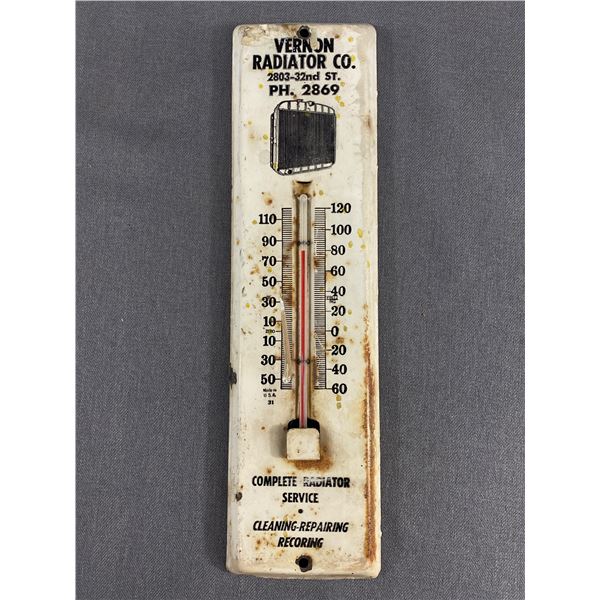 VERNON
RADIATOR CO.
2803-32nd ST.
PH. 2869
120
110
100
90
80
70
60
50
40
30
20
10
0
10
20
30
40
50
60
Made in
U.S.A.
31
COMPLETE RADIATOR
SERVICE
•
CLEANING-REPAIRING
RECORING